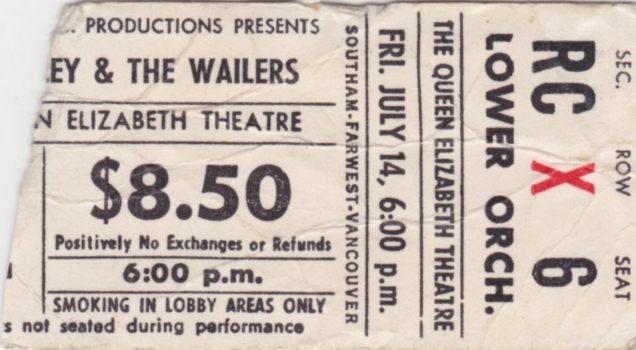 PRODUCTIONS PRESENTS
EY & THE WAILERS
N ELIZABETH THEATRE
$8.50
Positively No Exchanges or Refunds
6:00 p.m.
SMOKING IN LOBBY AREAS ONLY
s not seated during performance
SOUTHAM-FARWEST-VANCOUVER
FRI. JULY 14, 6:00 p.m.
THE QUEEN ELIZABETH THEATRE
LOWER ORCH.
RC X 6
SEC. ROW SEAT